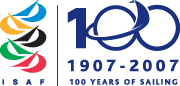 100
1907-2007
ISAF
100 YEARS OF SAILING